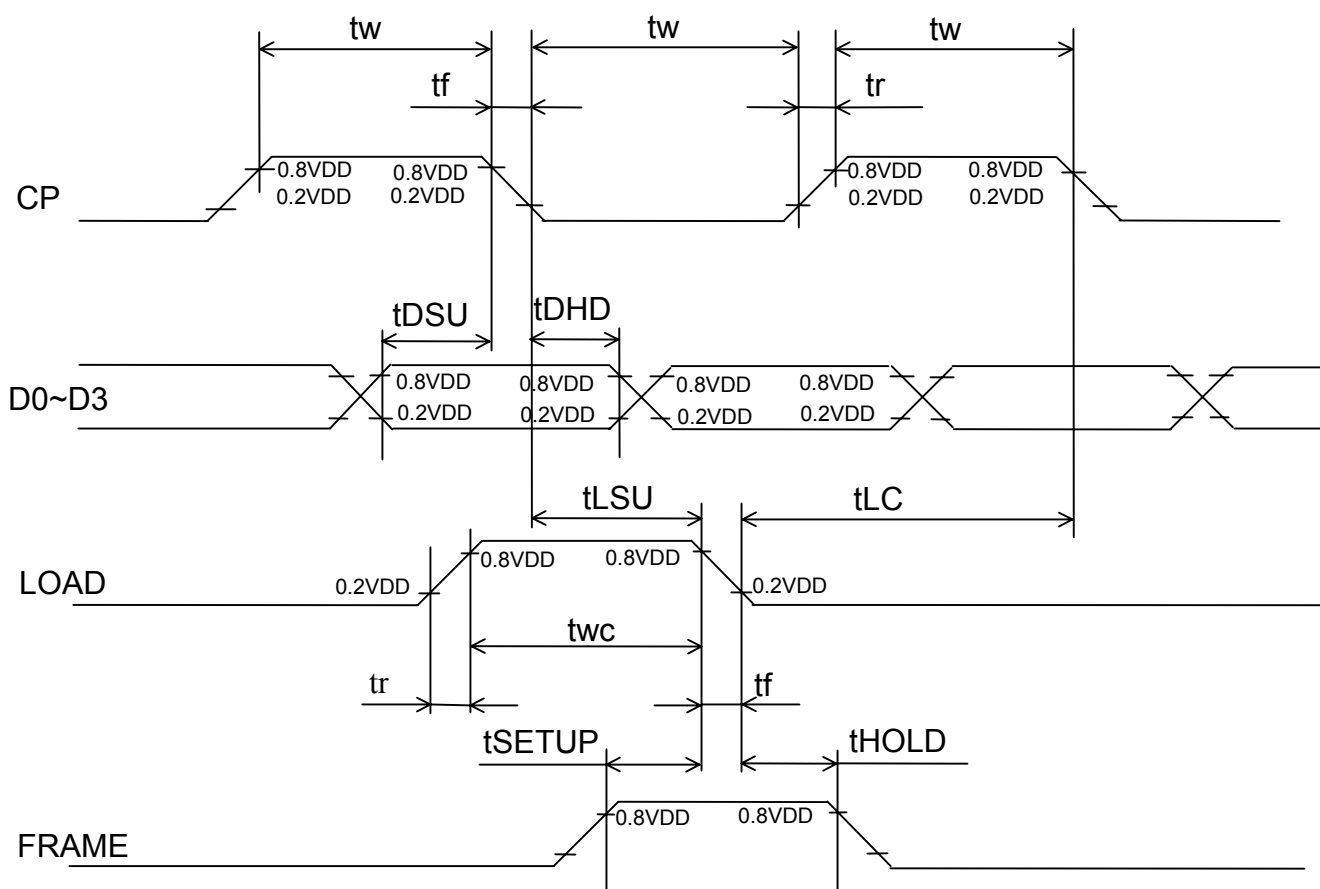 tw tw tw
tf tr
0.8VDD 0.8VDD 0.8VDD 0.8VDD
CP
0.2VDD 0.2VDD 0.2VDD 0.2VDD
tDSU tDHD
0.8VDD 0.8VDD 0.8VDD 0.8VDD
D0~D3
0.2VDD 0.2VDD 0.2VDD 0.2VDD
tLSU tLC
0.8VDD 0.8VDD
LOAD 0.2VDD 0.2VDD
twc
tr tf
tSETUP tHOLD
0.8VDD 0.8VDD
FRAME